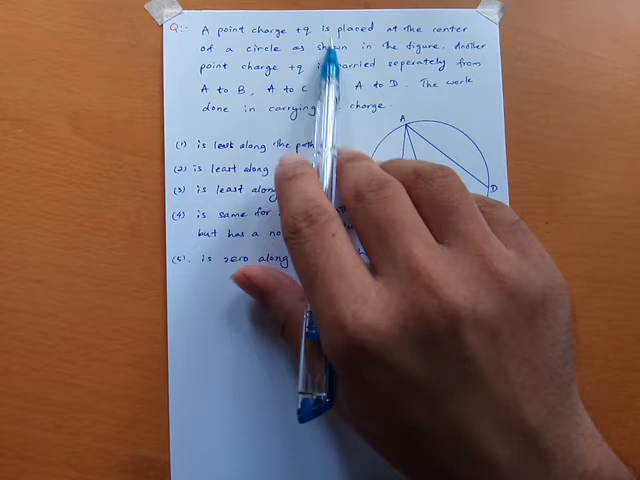 Q:- A point charge +q is placed at the center
of a circle as shown in the figure. Another
point charge +q is carried seperately from
A to B, A to C A to D. The work
done in carrying charge.
(1) is least along the path
(2) is least along
(3) is least along
(4) is same for
but has a no
(5). is zero along
A
D